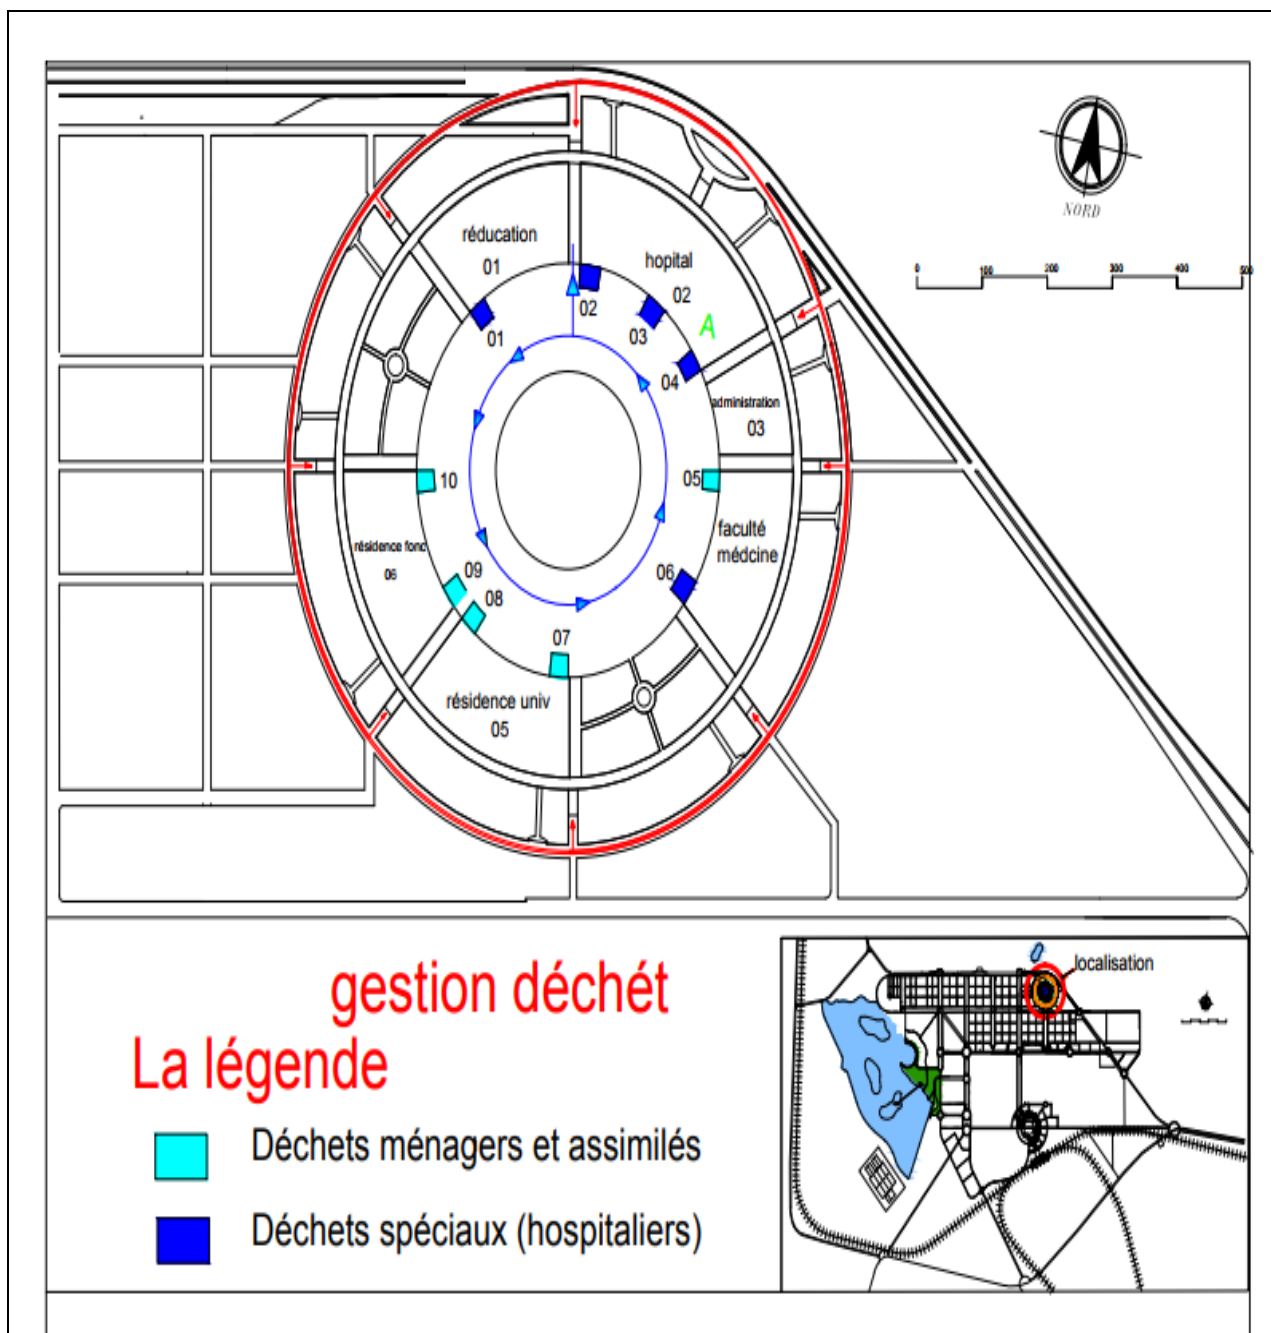 NORD
0 100 200 300 400 500
réducation
01
hopital
02
A
01
02
03
04
administration
03
10
05
faculté
médcine
résidence fonc
06
09
08
06
07
résidence univ
05
gestion déchét
La légende
Déchets ménagers et assimilés
Déchets spéciaux (hospitaliers)
localisation